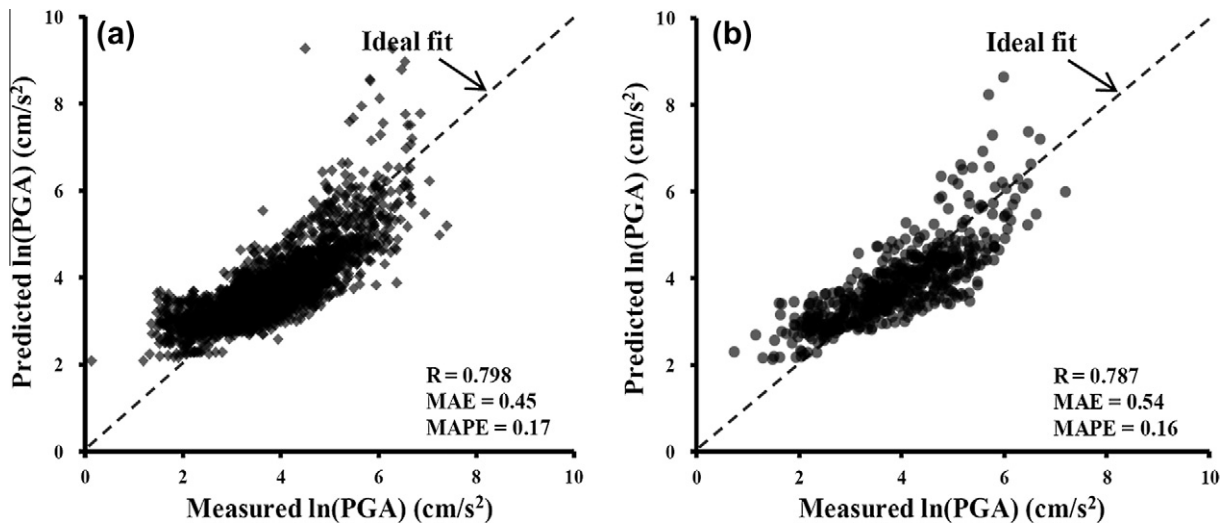 (a)
Ideal fit
Predicted ln(PGA) (cm/s²)
10
8
6
4
2
0
R = 0.798
MAE = 0.45
MAPE = 0.17
0 2 4 6 8 10
Measured ln(PGA) (cm/s²)
(b)
Ideal fit
Predicted ln(PGA) (cm/s²)
10
8
6
4
2
0
R = 0.787
MAE = 0.54
MAPE = 0.16
0 2 4 6 8 10
Measured ln(PGA) (cm/s²)